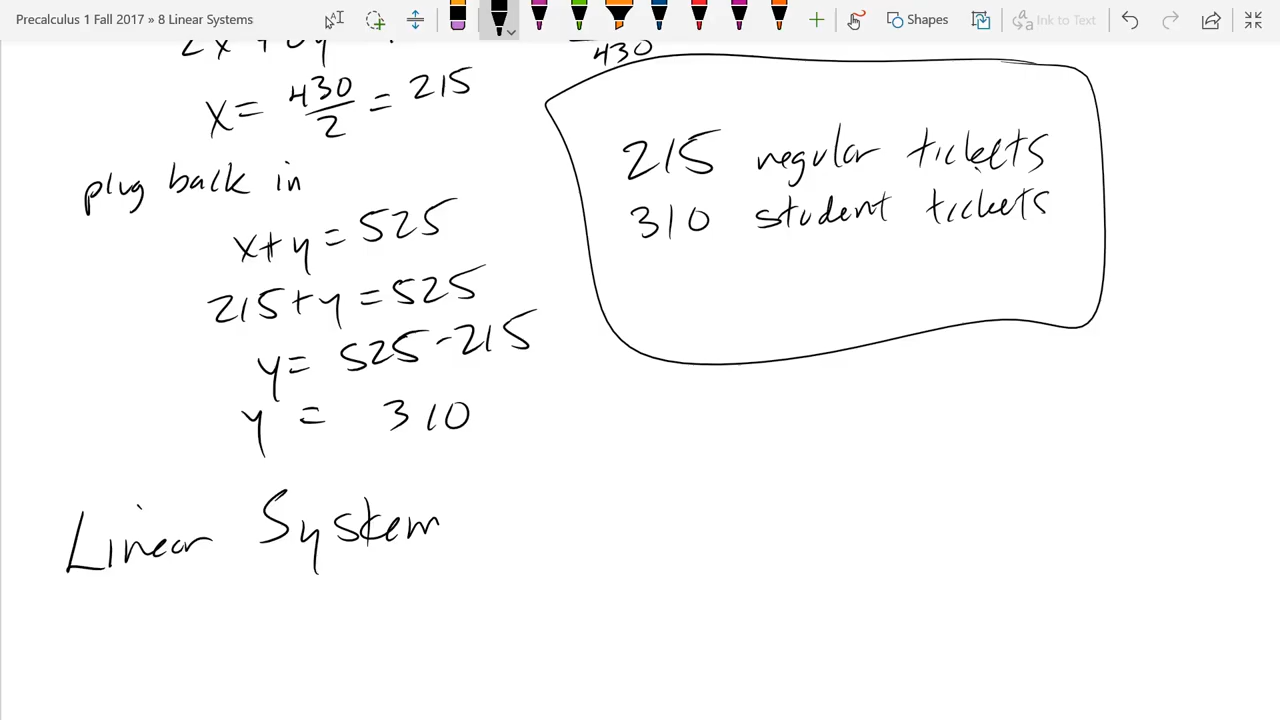 Precalculus 1 Fall 2017 » 8 Linear Systems
Shapes
Ink to Text
430
x = 430/2 = 215
plug back in
x+y = 525
215+y = 525
y = 525-215
y = 310
215 regular tickets
310 student tickets
Linear System